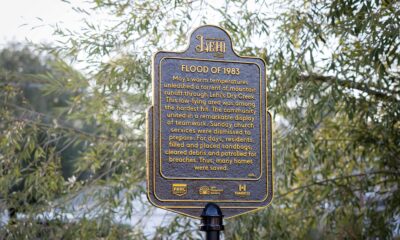 LEHI
FLOOD OF 1983
May's warm temperatures
unleashed a torrent of mountain
runoff through Lehi's Dry Creek.
This low-lying area was among
the hardest hit. The community
united in a remarkable display
of teamwork. Sunday church
services were dismissed to
prepare. For days, residents
filled and placed sandbags,
cleared debris and patrolled for
breaches. Thus, many homes
were saved.